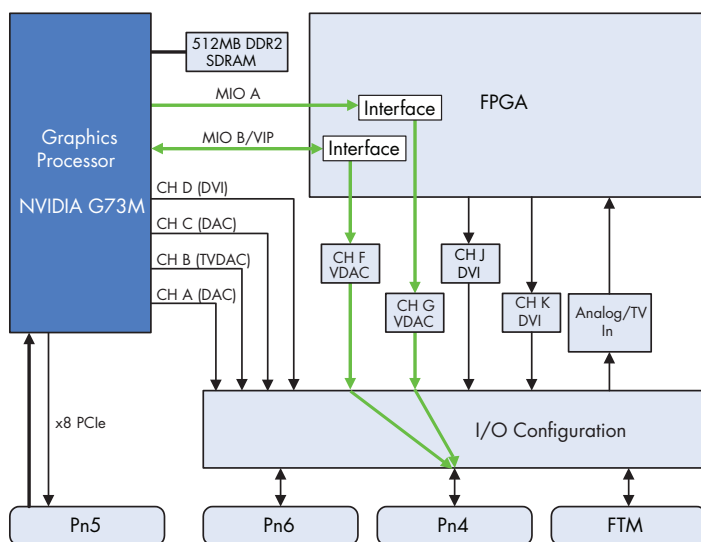 512MB DDR2
SDRAM
MIO A
Interface
FPGA
Graphics
Processor
NVIDIA G73M
MIO B/VIP
Interface
CH D (DVI)
CH C (DAC)
CH B (TVDAC)
CH A (DAC)
CH F
VDAC
CH G
VDAC
CH J
DVI
CH K
DVI
Analog/TV
In
x8 PCIe
I/O Configuration
Pn5
Pn6
Pn4
FTM